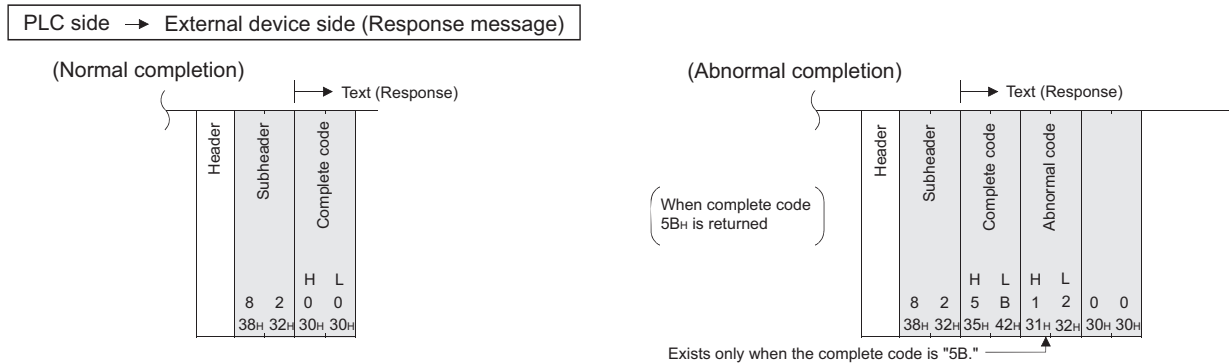 PLC side → External device side (Response message)
(Normal completion)
Text (Response)
Header
Subheader
Complete code
H L
8 2 0 0
38H 32H 30H 30H
(Abnormal completion)
Text (Response)
When complete code
5BH is returned
Header
Subheader
Complete code
Abnormal code
H L H L
8 2 5 B 1 2 0 0
38H 32H 35H 42H 31H 32H 30H 30H
Exists only when the complete code is "5B."